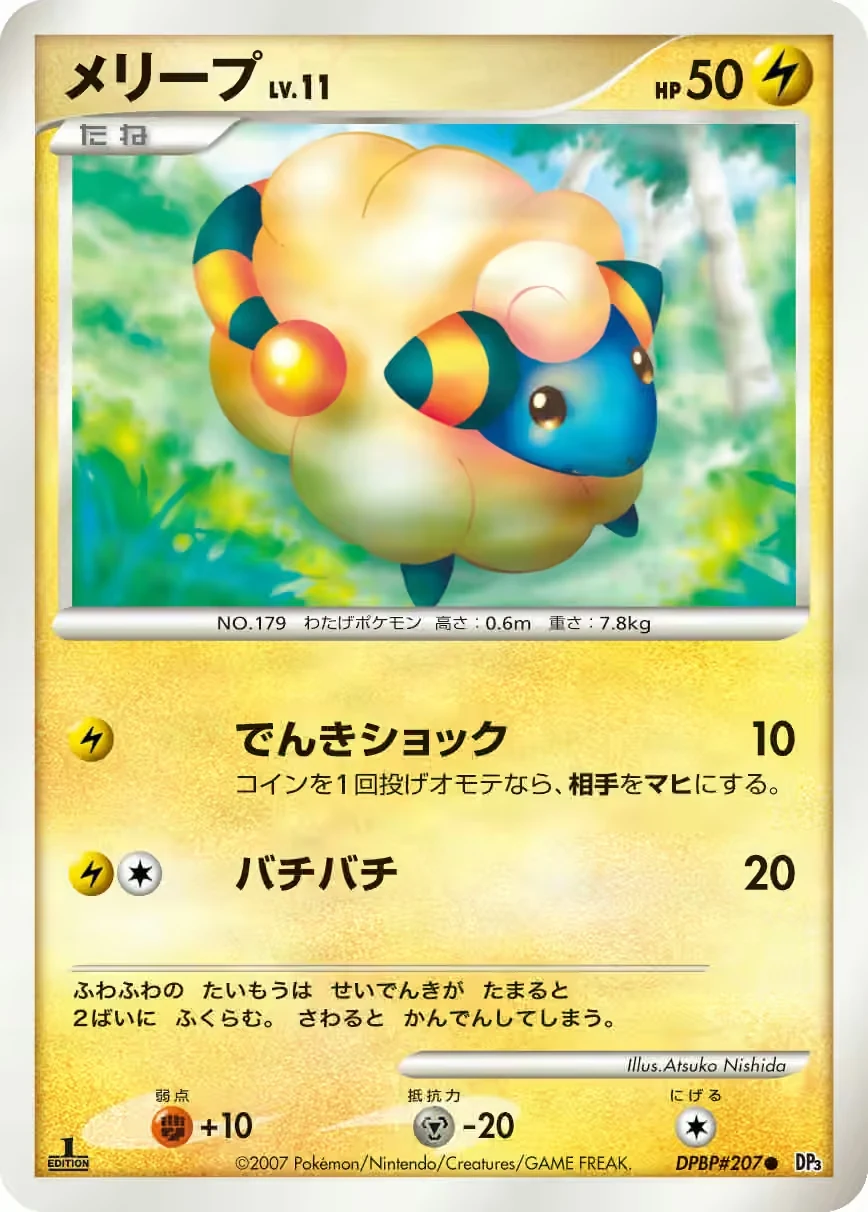 メリープ LV.11 HP 50
たね
NO.179 わたげポケモン 高さ:0.6m 重さ:7.8kg
でんきショック 10
コインを1回投げオモテなら、相手をマヒにする。
バチバチ 20
ふわふわの たいもうは せいでんきが たまると
2ばいに ふくらむ。 さわると かんでんしてしまう。
Illus.Atsuko Nishida
弱点 抵抗力 にげる
+10 -20
1 EDITION ©2007 Pokémon/Nintendo/Creatures/GAME FREAK. DPBP#207 DP3